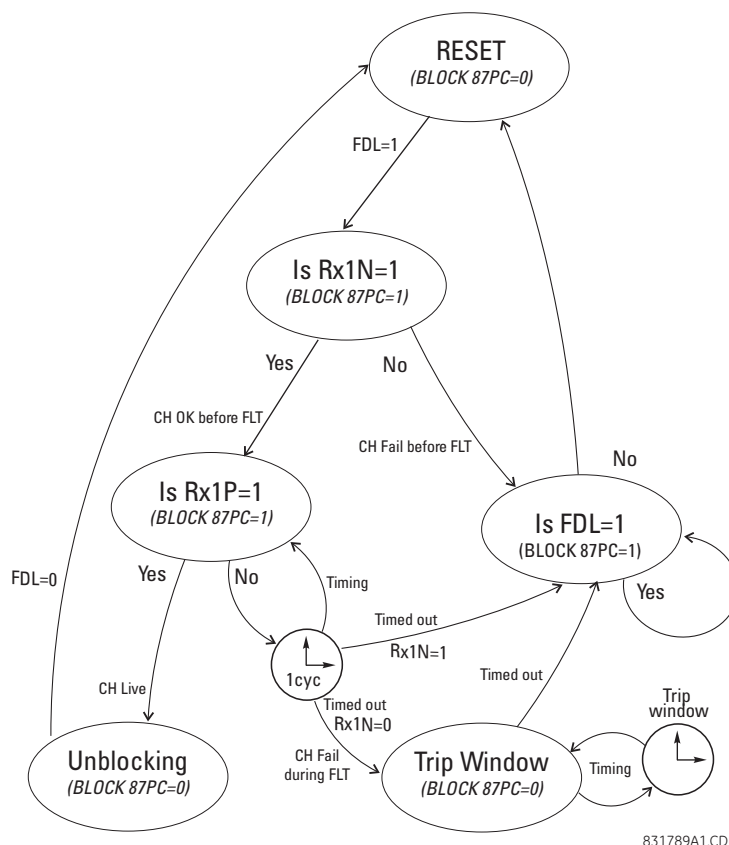 RESET
(BLOCK 87PC=0)
FDL=1
Is Rx1N=1
(BLOCK 87PC=1)
Yes
No
CH OK before FLT
CH Fail before FLT
Is Rx1P=1
(BLOCK 87PC=1)
No
Is FDL=1
(BLOCK 87PC=1)
FDL=0
Yes
No
Timing
Yes
Timed out
Rx1N=1
1cyc
Timed out
CH Live
Timed out
Rx1N=0
Trip
window
Unblocking
(BLOCK 87PC=0)
CH Fail
during FLT
Trip Window
(BLOCK 87PC=0)
Timing
831789A1.CD